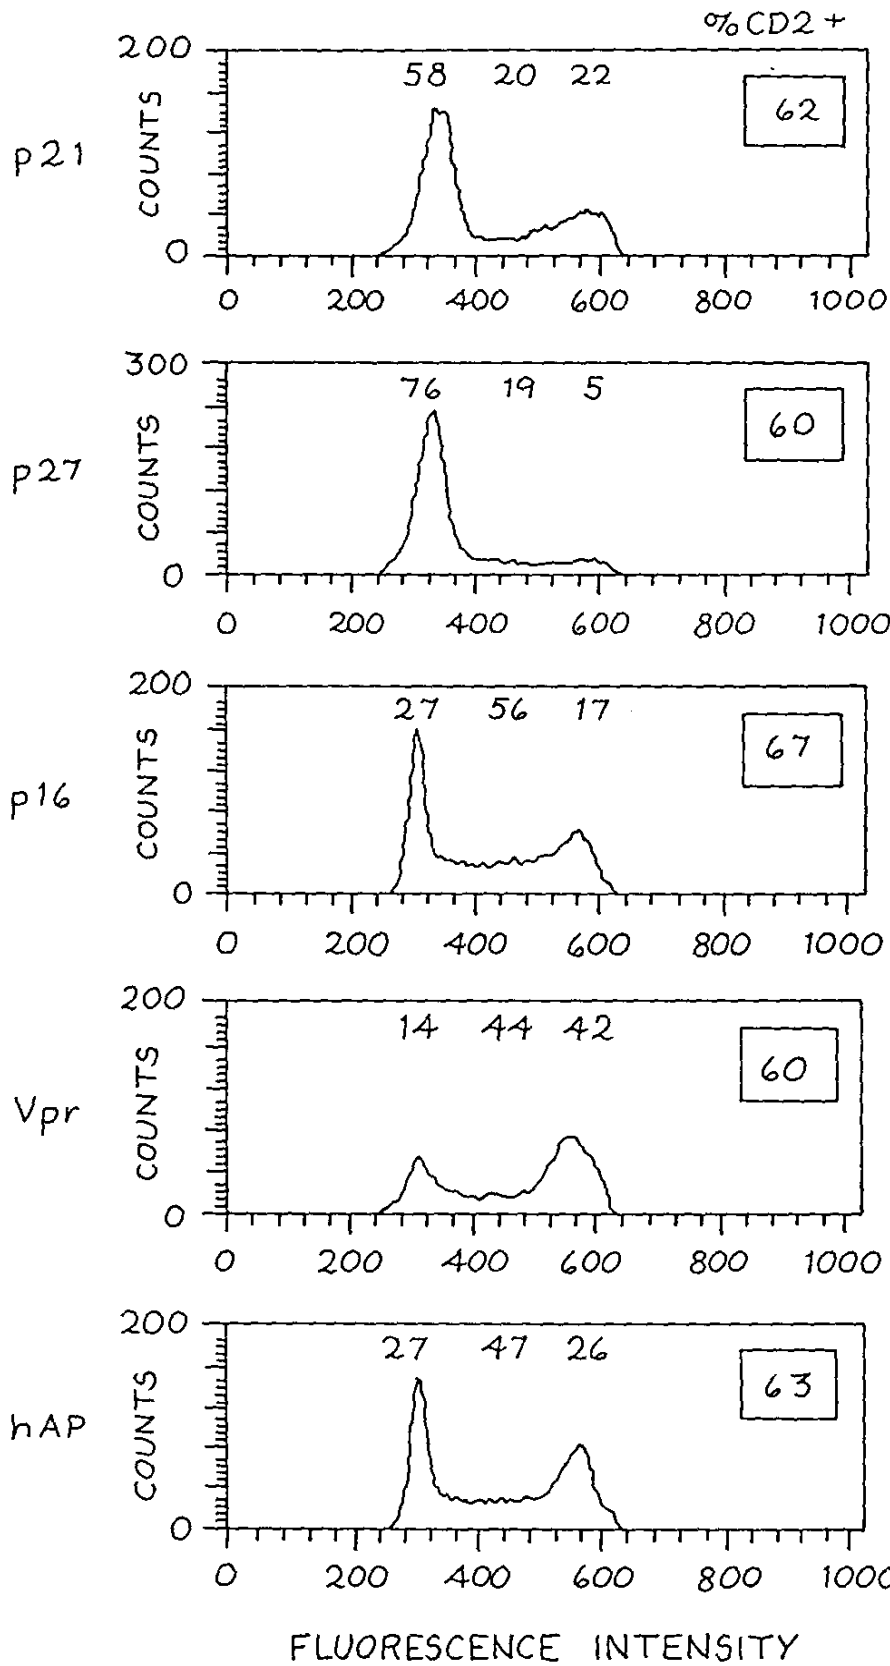 %CD2+
200
58 20 22
62
p21
COUNTS
0
0 200 400 600 800 1000
300
76 19 5
60
p27
COUNTS
0
0 200 400 600 800 1000
200
27 56 17
67
p16
COUNTS
0
0 200 400 600 800 1000
200
14 44 42
60
Vpr
COUNTS
0
0 200 400 600 800 1000
200
27 47 26
63
hAP
COUNTS
0
0 200 400 600 800 1000
FLUORESCENCE INTENSITY